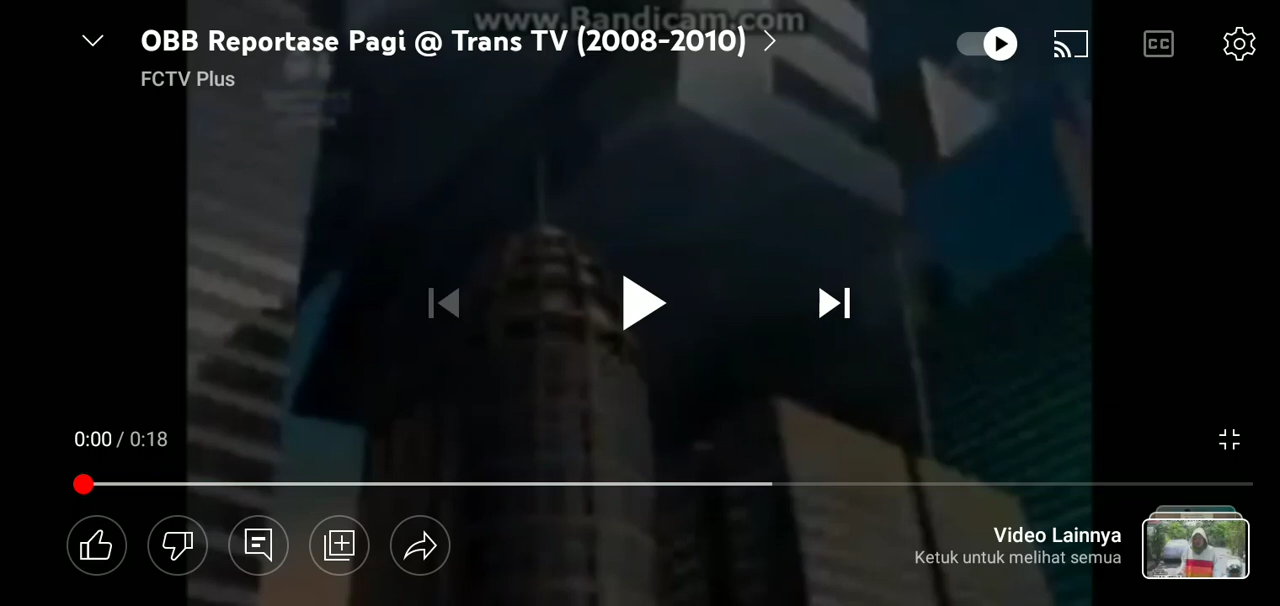 www.Bandicam.com
OBB Reportase Pagi @ Trans TV (2008-2010)
FCTV Plus
CC
0:00 / 0:18
Video Lainnya
Ketuk untuk melihat semua